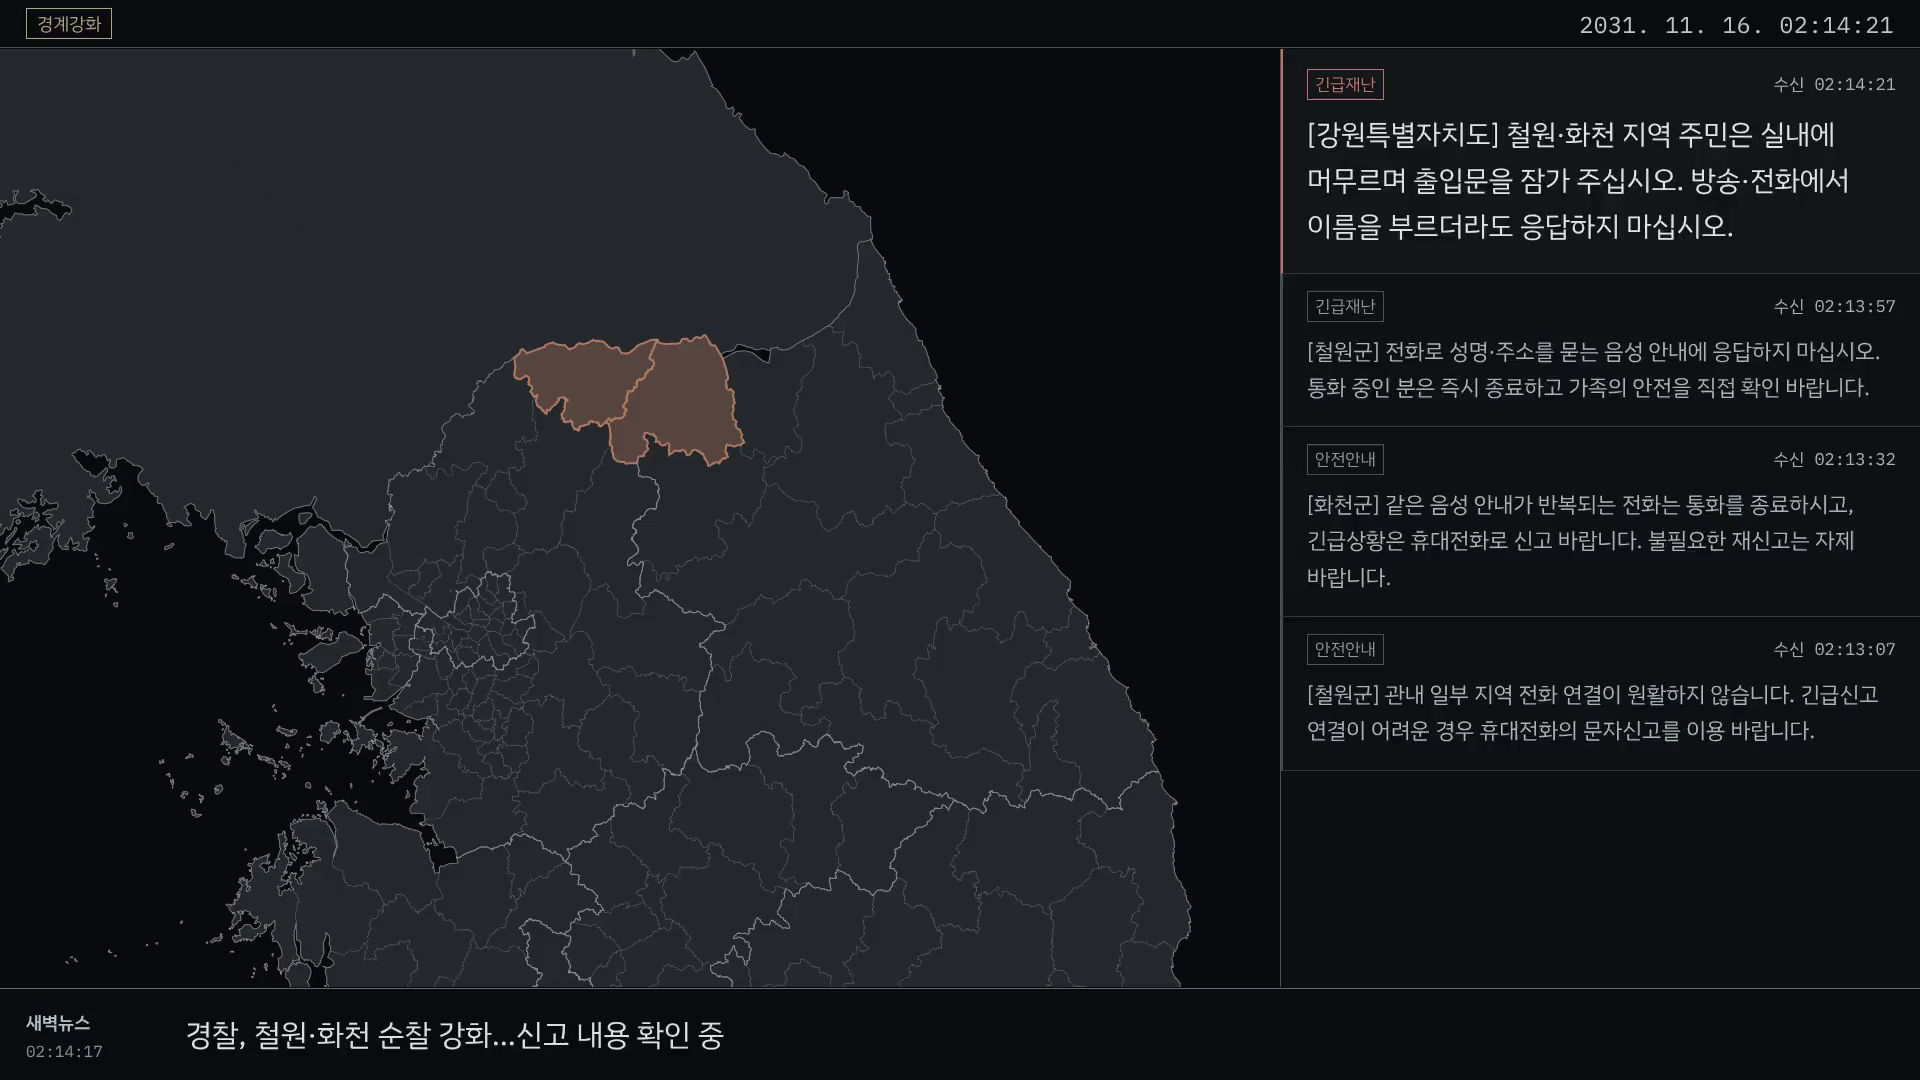 경계강화
2031. 11. 16. 02:14:21
긴급재난
수신 02:14:21
[강원특별자치도] 철원·화천 지역 주민은 실내에
머무르며 출입문을 잠가 주십시오. 방송·전화에서
이름을 부르더라도 응답하지 마십시오.
긴급재난
수신 02:13:57
[철원군] 전화로 성명·주소를 묻는 음성 안내에 응답하지 마십시오.
통화 중인 분은 즉시 종료하고 가족의 안전을 직접 확인 바랍니다.
안전안내
수신 02:13:32
[화천군] 같은 음성 안내가 반복되는 전화는 통화를 종료하시고,
긴급상황은 휴대전화로 신고 바랍니다. 불필요한 재신고는 자제
바랍니다.
안전안내
수신 02:13:07
[철원군] 관내 일부 지역 전화 연결이 원활하지 않습니다. 긴급신고
연결이 어려운 경우 휴대전화의 문자신고를 이용 바랍니다.
새벽뉴스
02:14:17
경찰, 철원·화천 순찰 강화...신고 내용 확인 중